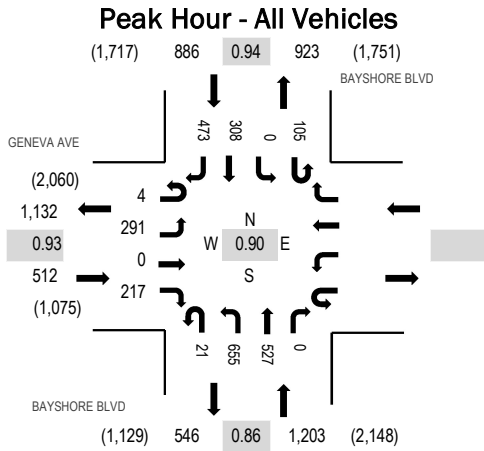 Peak Hour - All Vehicles
(1,717) 886 0.94 923 (1,751)
BAYSHORE BLVD
473 308 0 105
GENEVA AVE
(2,060)
4
1,132
291
N
0.93 W 0.90 E
0
S
512
217
(1,075)
21 655 527 0
BAYSHORE BLVD
(1,129) 546 0.86 1,203 (2,148)